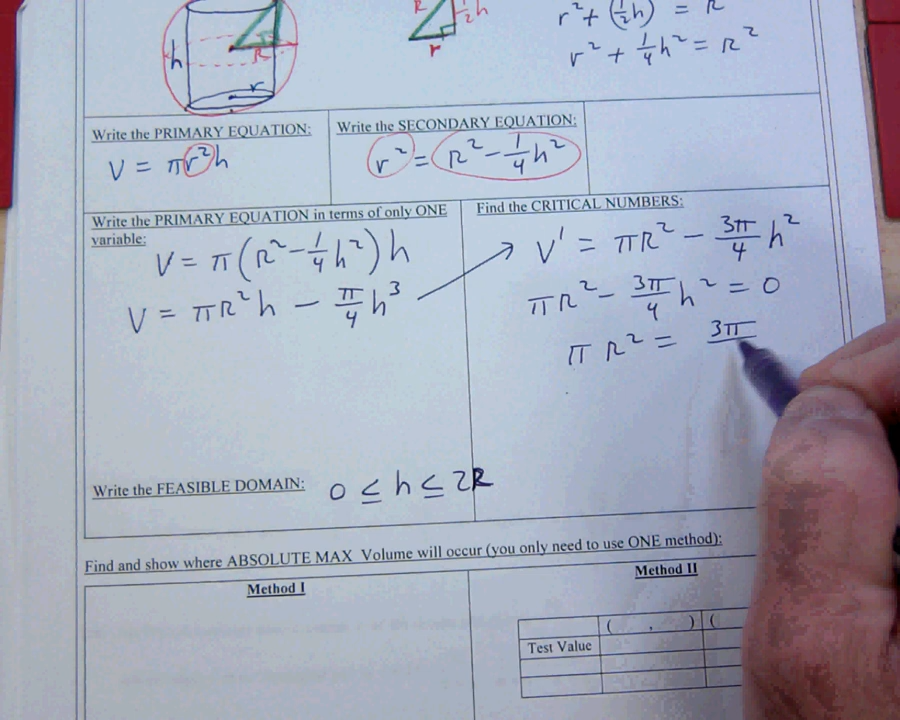 R ½h r² + (½h) = R
h R r r² + ¼h² = R²
r
Write the PRIMARY EQUATION:
V = πr²h
Write the SECONDARY EQUATION:
r² = R² − ¼h²
Write the PRIMARY EQUATION in terms of only ONE
variable:
V = π(R² − ¼h²)h
V = πR²h − π/4 h³
Find the CRITICAL NUMBERS:
V' = πR² − 3π/4 h²
πR² − 3π/4 h² = 0
πR² = 3π
Write the FEASIBLE DOMAIN: 0 ≤ h ≤ 2R
Find and show where ABSOLUTE MAX Volume will occur (you only need to use ONE method):
Method I
Method II
( , ) (
Test Value